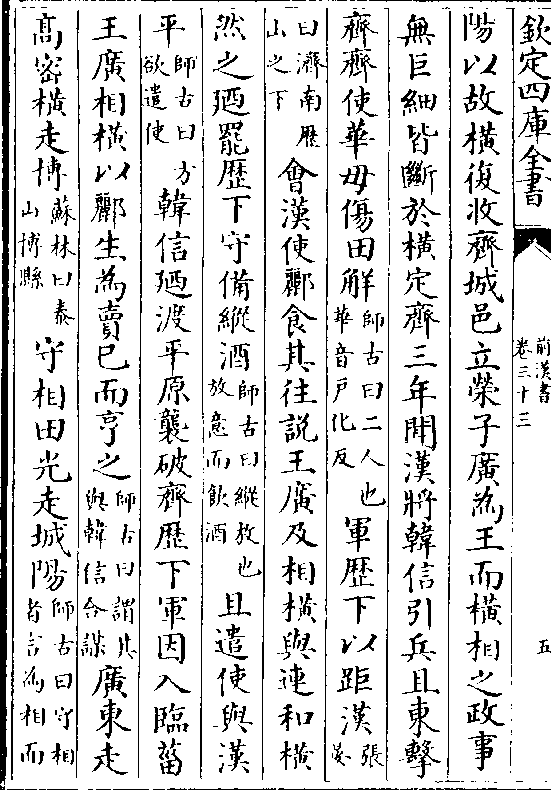 欽定四庫全書
前漢書
卷三十三
五
陽以故橫復收齊城邑立榮子廣為王而橫相之政事
無巨細皆斷於橫定齊三年聞漢將韓信引兵且東擊
齊齊使華毋傷田解師古曰二人也華音戶化反軍歷下以距漢張晏
曰濟南歷山之下會漢使酈食其往說王廣及相橫與連和橫
然之廼罷歷下守備縱酒師古曰縱放也放意而飲酒且遣使與漢
平師古曰方欲遣使韓信廼渡平原襲破齊歷下軍因入臨菑
王廣相橫以酈生為賣已而亨之師古曰謂其與韓信合謀廣東走
高密橫走博蘇林曰泰山博縣守相田光走城陽師古曰守相者言為相而